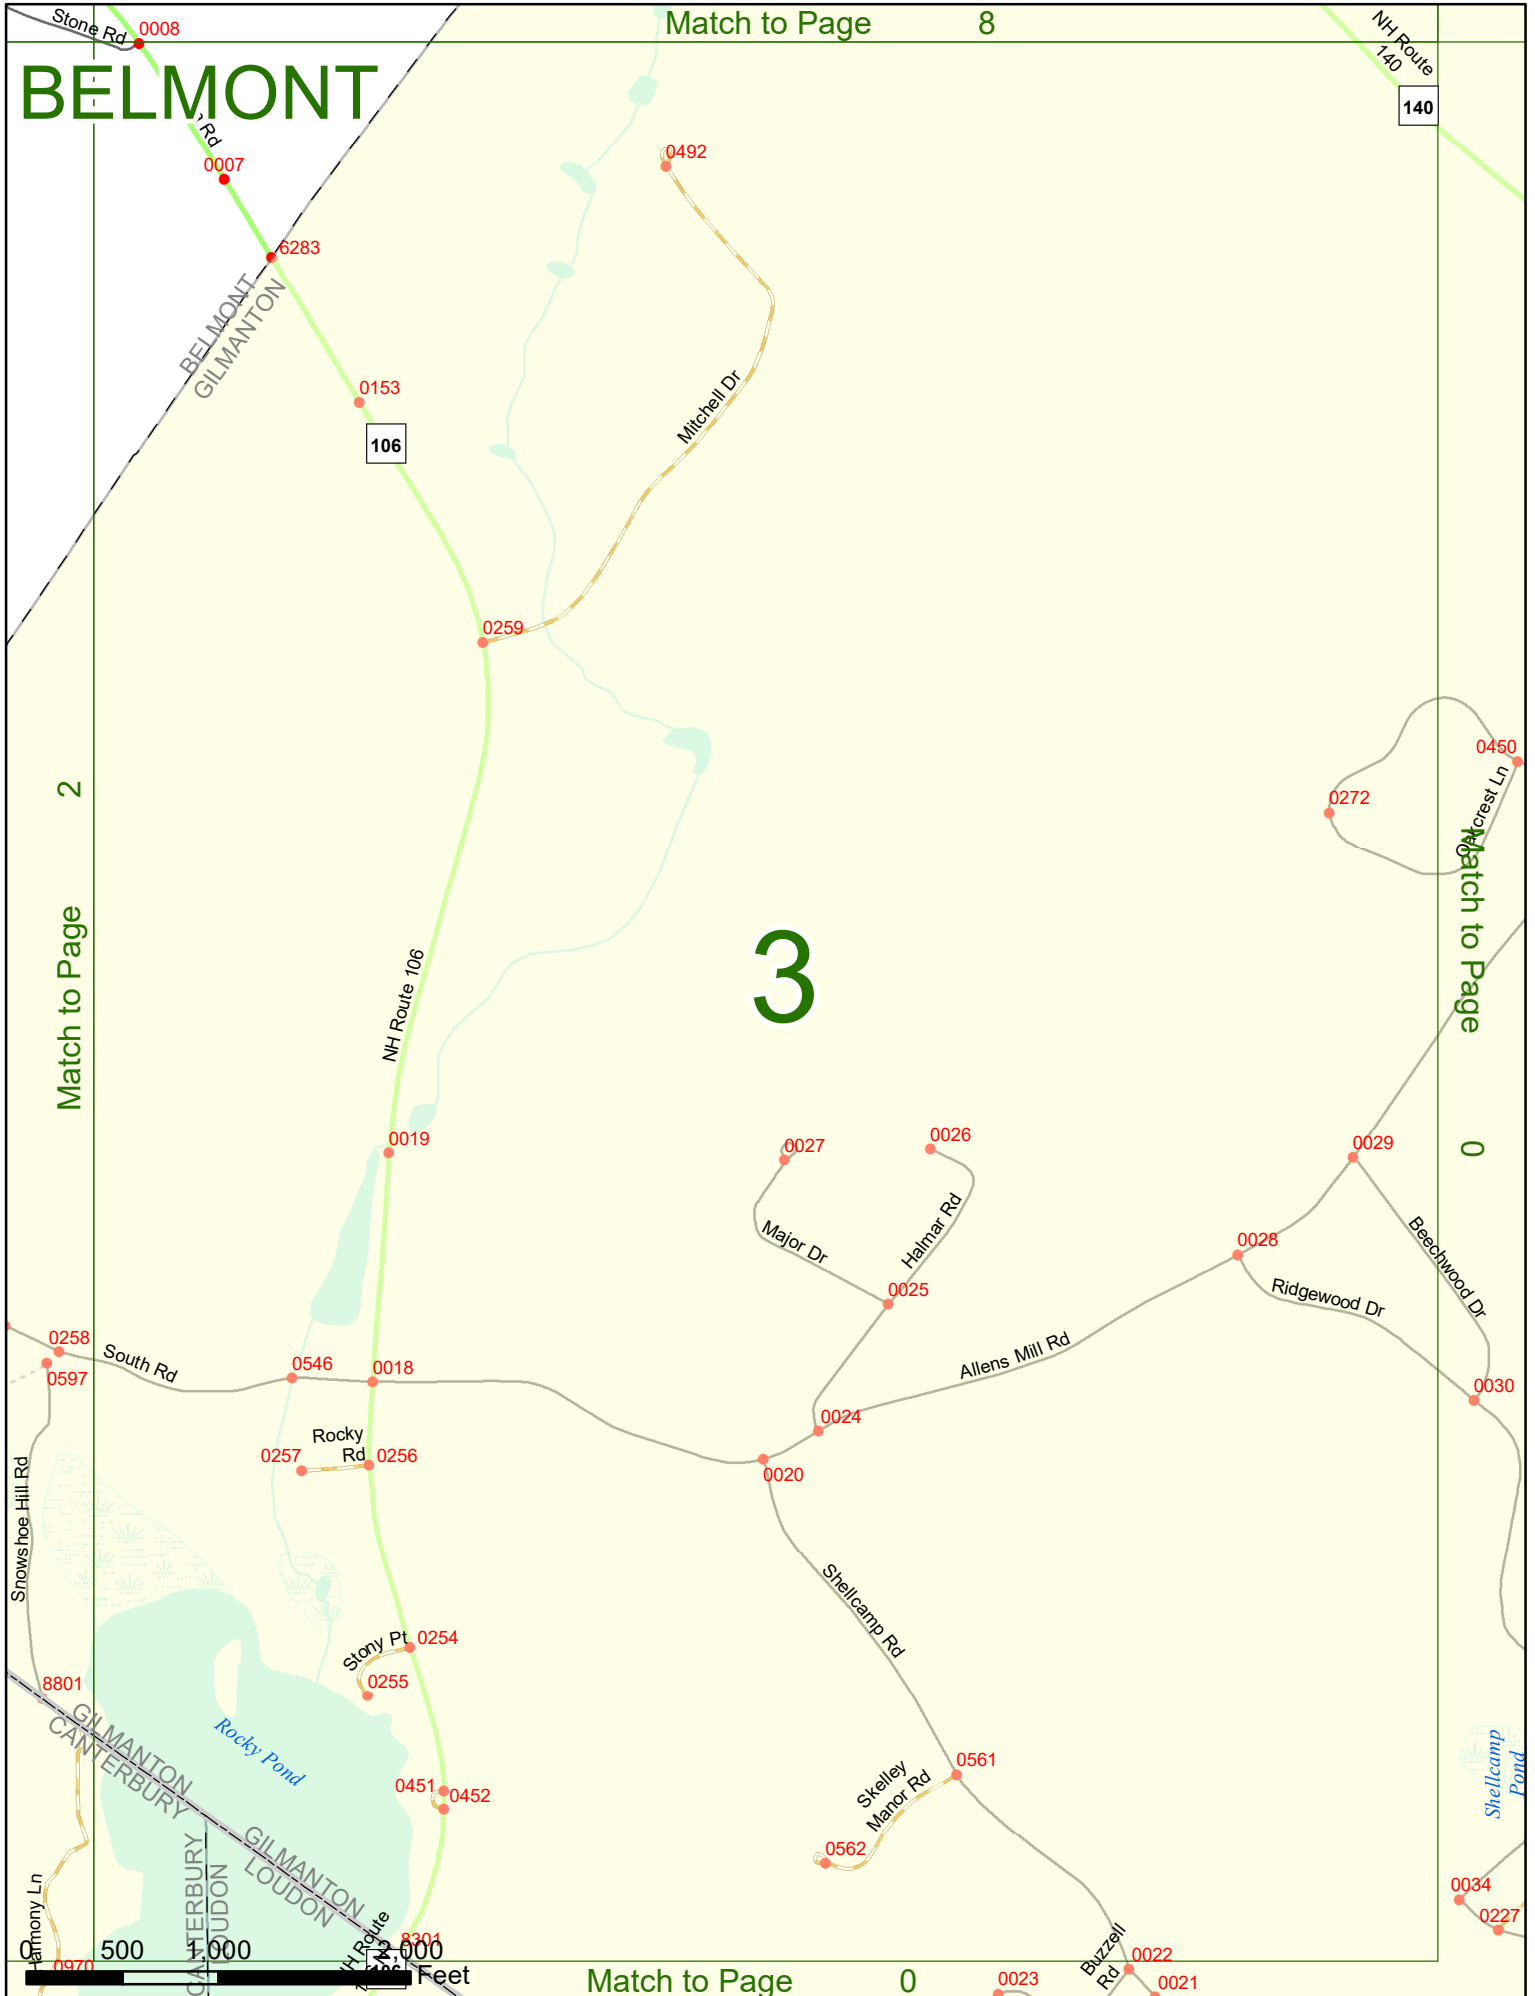 Match to Page 8
Stone Rd
0008
NH Route
140
140
BELMONT
Rd
0007
0492
6283
BELMONT
GILMANTON
0153
106
Mitchell Dr
0259
0450
0272
Oakcrest Ln
Match to Page 2
Match to Page 0
3
NH Route 106
0019
0027
0026
0029
Major Dr
Halmar Rd
0028
Beechwood Dr
0025
Ridgewood Dr
0258
South Rd
0597
0546
0018
Allens Mill Rd
0030
0024
Rocky
Rd
0257
0256
0020
Snowshoe Hill Rd
Shellcamp Rd
Stony Pt
0254
0255
8801
GILMANTON
CANTERBURY
Rocky Pond
0561
Shellcamp
Pond
0451
0452
Skelley
Manor Rd
0562
GILMANTON
LOUDON
CANTERBURY
LOUDON
Harmony Ln
0034
0227
NH Route
106
8301
0970
0 500 1,000 2,000
Feet
Buzzell
Rd
0022
0023
0021
Match to Page 0